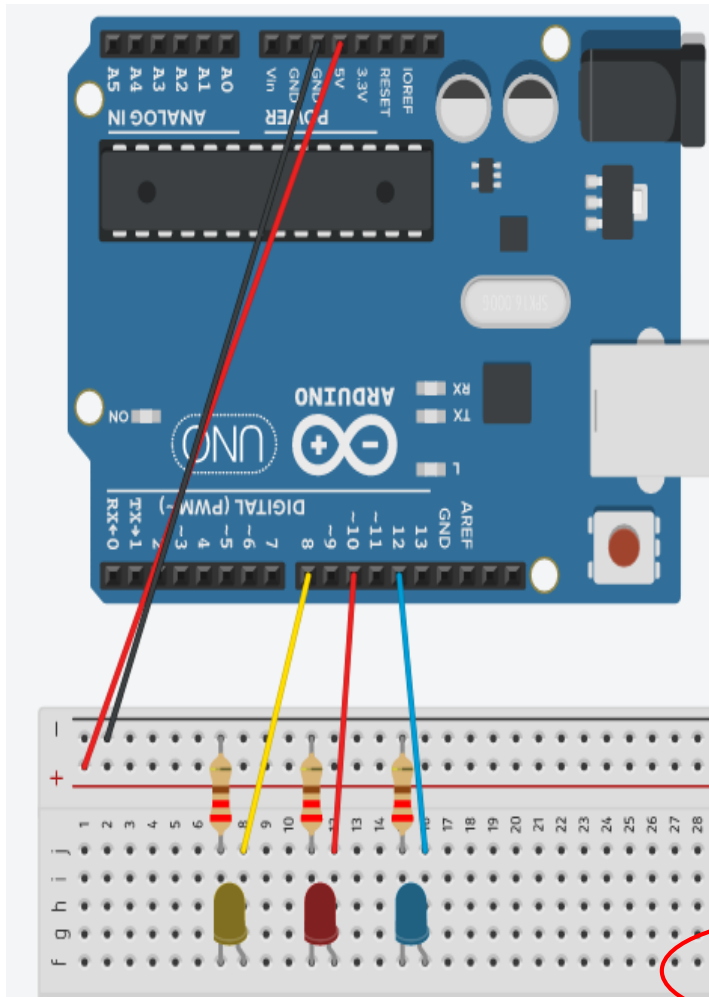 A5 A4 A3 A2 A1 A0
Vin GND GND 5V 3.3V RESET IOREF
ANALOG IN
POWER
SPK16.000G
ON
UNO
ARDUINO
RX
TX
L
DIGITAL (PWM~)
RX←0 TX→1 2 ~3 4 ~5 ~6 7 8 ~9 ~10 ~11 12 13 GND AREF
−
+
1 2 3 4 5 6 8 9 10 12 13 14 16 17 18 19 20 21 22 23 24 25 26 27 28
j
i
h
g
f